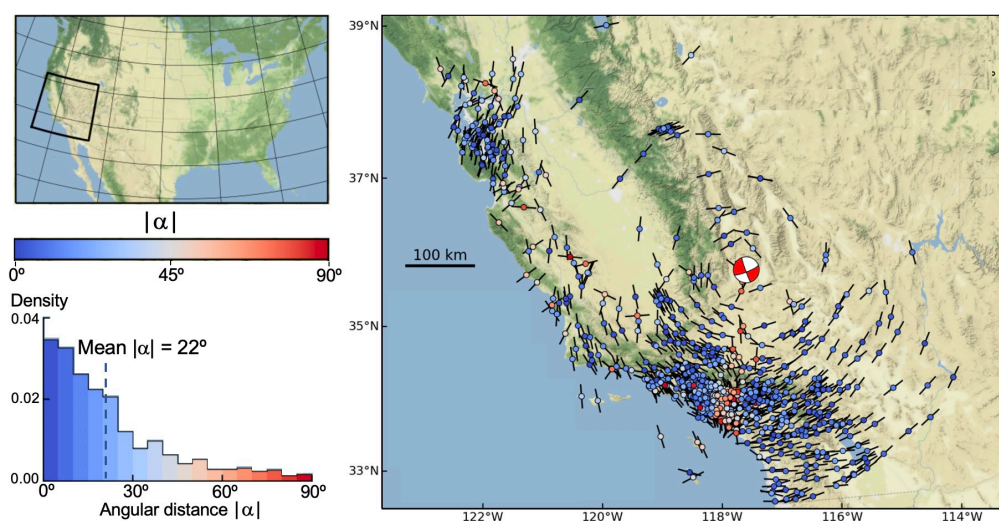 |α|
0º 45º 90º
Density
0.04
Mean |α| = 22º
0.02
0.00
0º 30º 60º 90º
Angular distance |α|
39°N
37°N
100 km
35°N
33°N
122°W 120°W 118°W 116°W 114°W